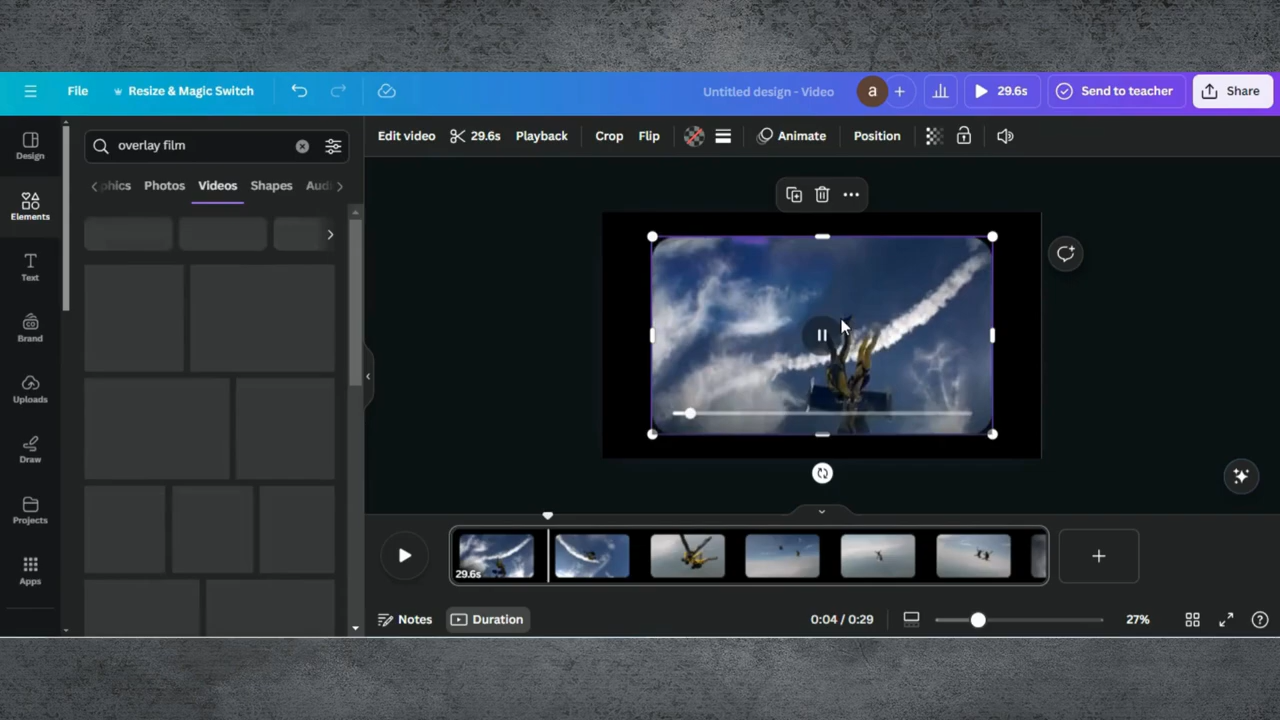 File
Resize & Magic Switch
Untitled design - Video
a
29.6s
Send to teacher
Share
Design
Elements
Text
Brand
Uploads
Draw
Projects
Apps
overlay film
phics
Photos
Videos
Shapes
Audi
Edit video
29.6s
Playback
Crop
Flip
Animate
Position
29.6s
Notes
Duration
0:04 / 0:29
27%